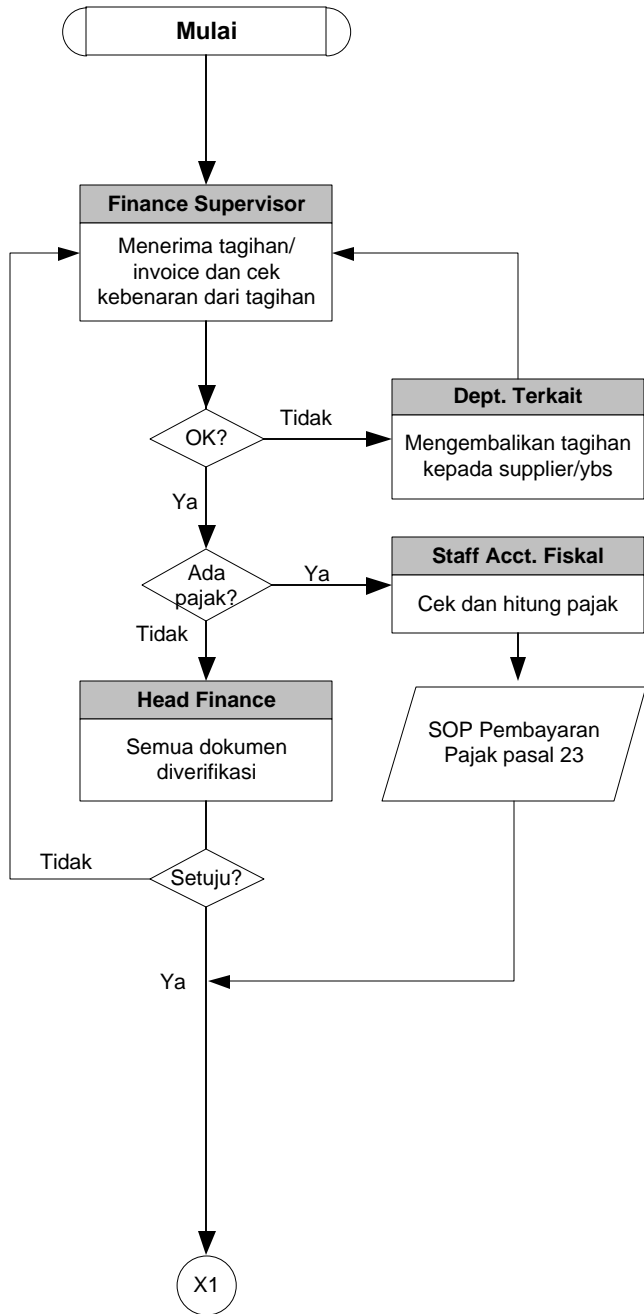 Mulai
Finance Supervisor
Menerima tagihan/
invoice dan cek
kebenaran dari tagihan
OK?
Tidak
Dept. Terkait
Mengembalikan tagihan
kepada supplier/ybs
Ya
Ada
pajak?
Ya
Staff Acct. Fiskal
Cek dan hitung pajak
Tidak
Head Finance
Semua dokumen
diverifikasi
SOP Pembayaran
Pajak pasal 23
Tidak
Setuju?
Ya
X1